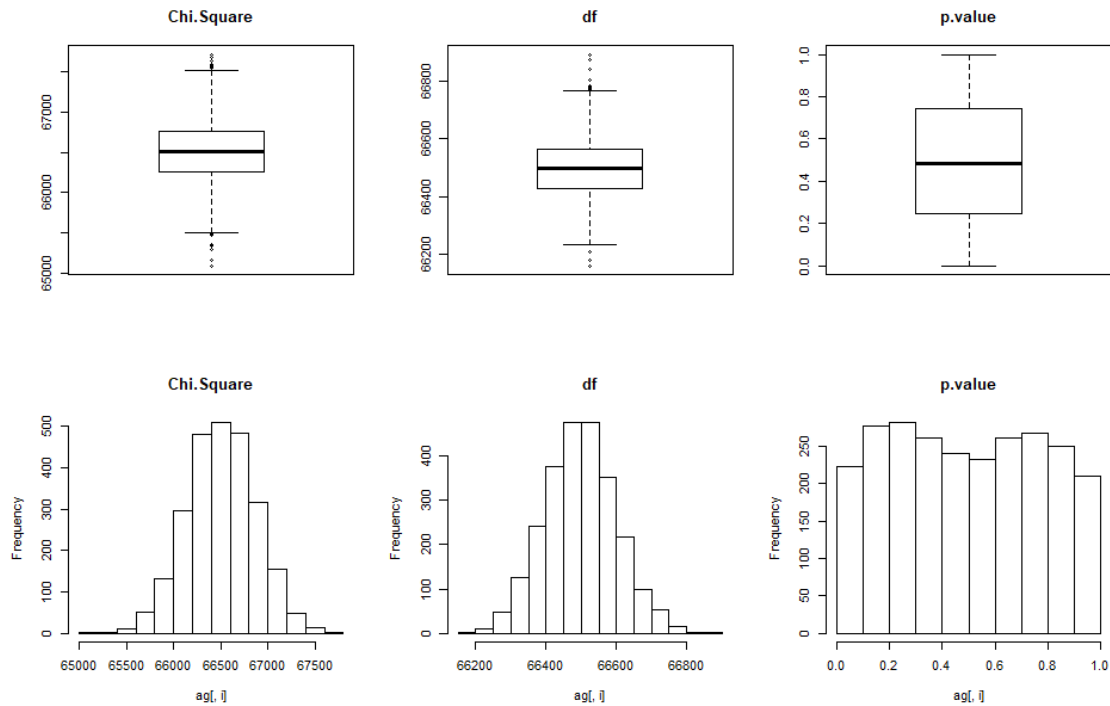 Chi.Square
df
p.value
65000 66000 67000
66200 66400 66600 66800
0.0 0.2 0.4 0.6 0.8 1.0
Chi.Square
df
p.value
Frequency
0 100 200 300 400 500
65000 65500 66000 66500 67000 67500
ag[, i]
Frequency
0 100 200 300 400
66200 66400 66600 66800
ag[, i]
Frequency
0 50 100 150 200 250
0.0 0.2 0.4 0.6 0.8 1.0
ag[, i]